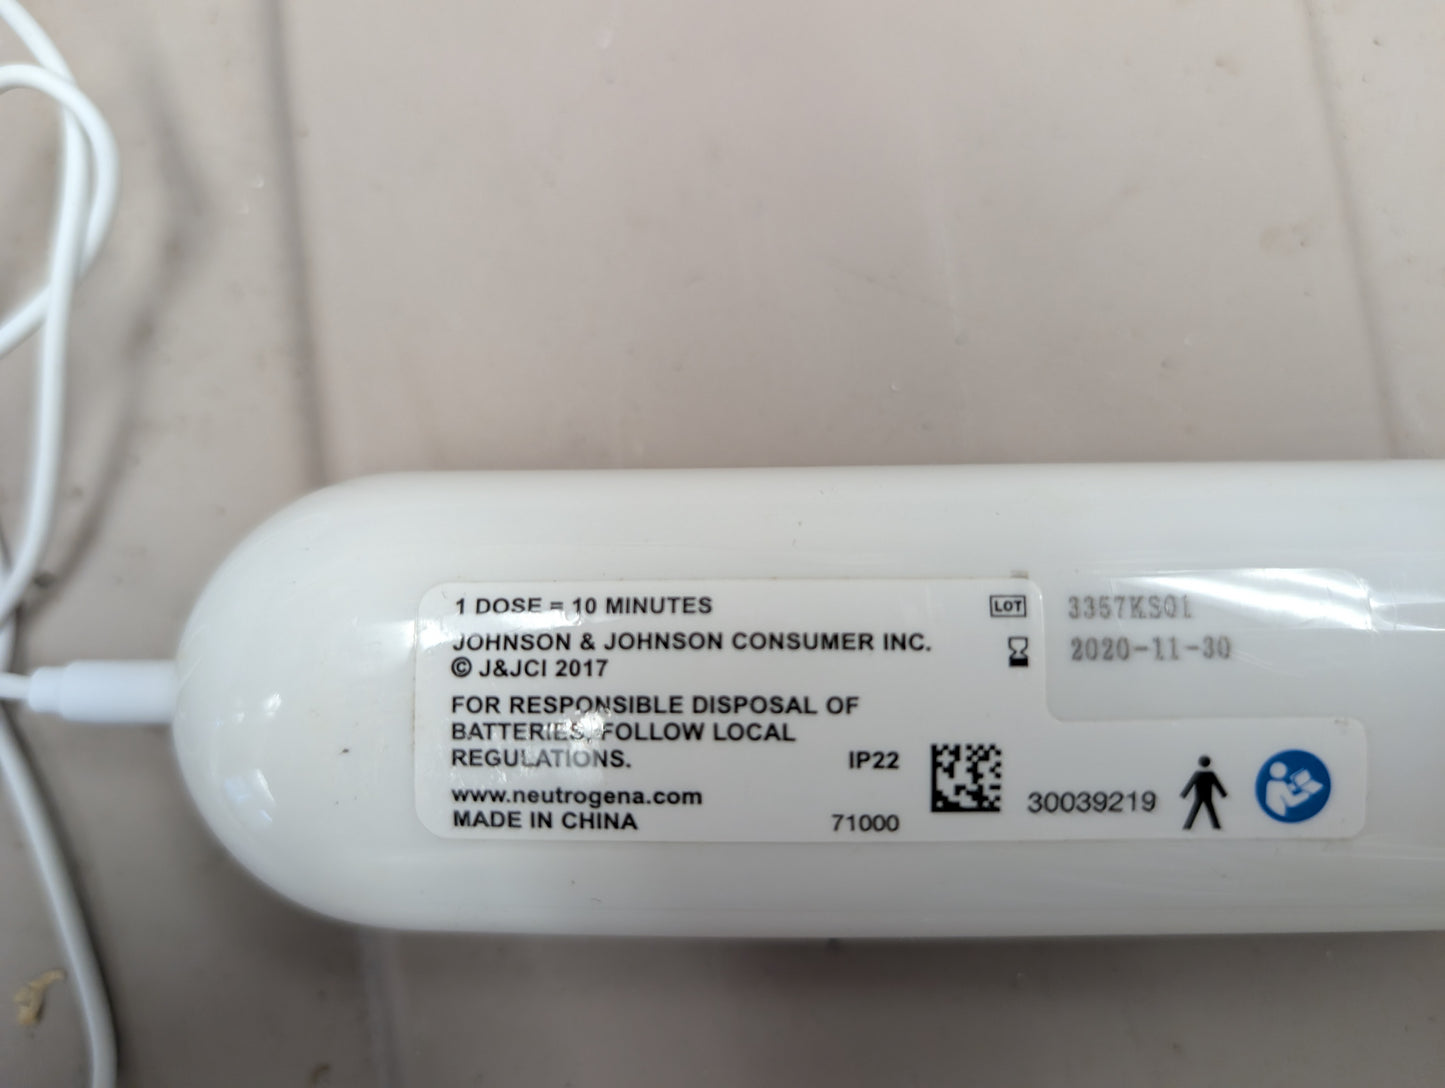 1 DOSE = 10 MINUTES
JOHNSON & JOHNSON CONSUMER INC.
© J&JCI 2017
FOR RESPONSIBLE DISPOSAL OF
BATTERIES, FOLLOW LOCAL
REGULATIONS.
IP22
www.neutrogena.com
MADE IN CHINA
71000
LOT 3357KS01
2020-11-30
30039219